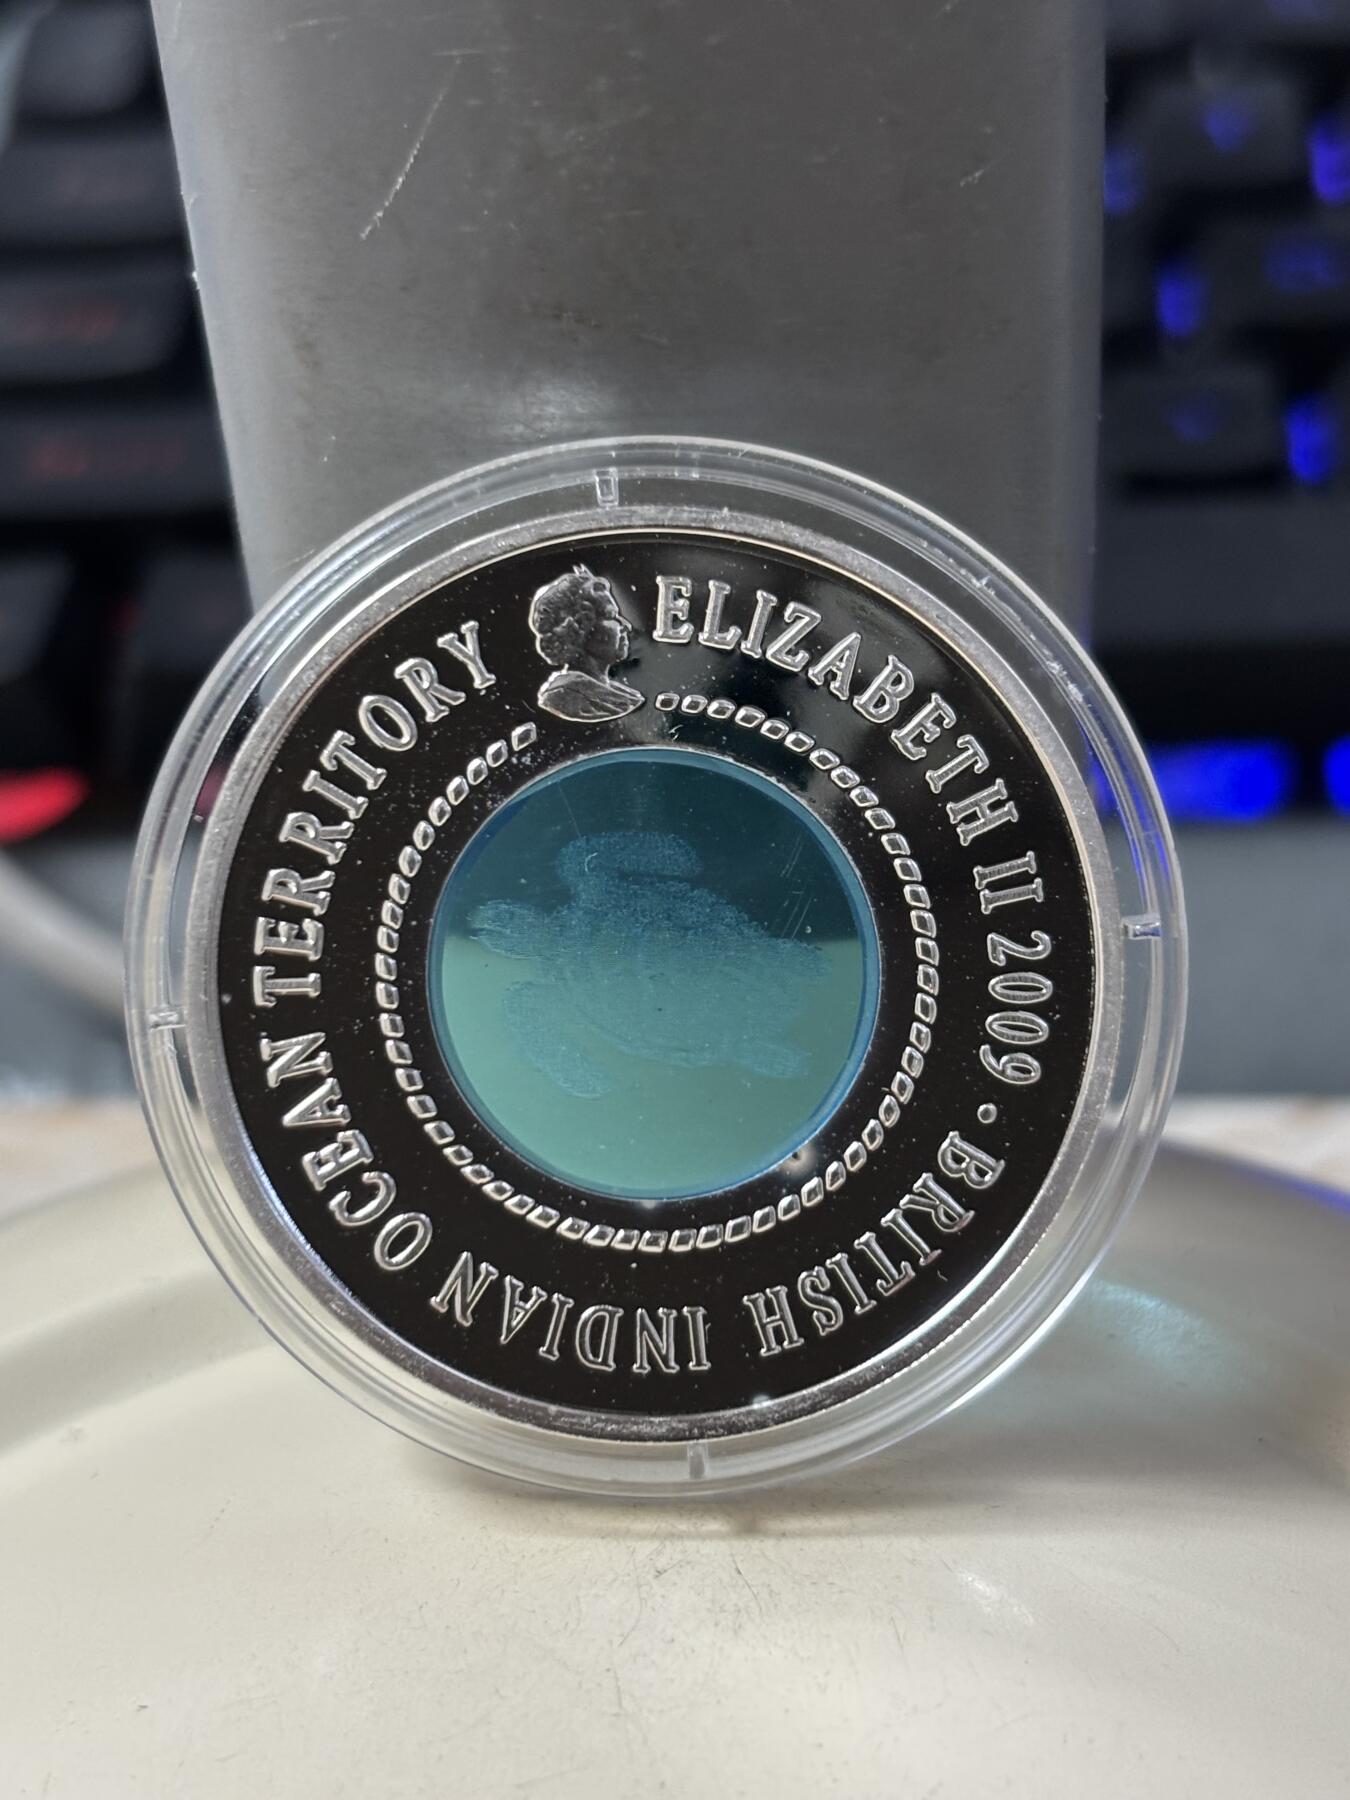 ELIZABETH II 2009 · BRITISH INDIAN OCEAN TERRITORY